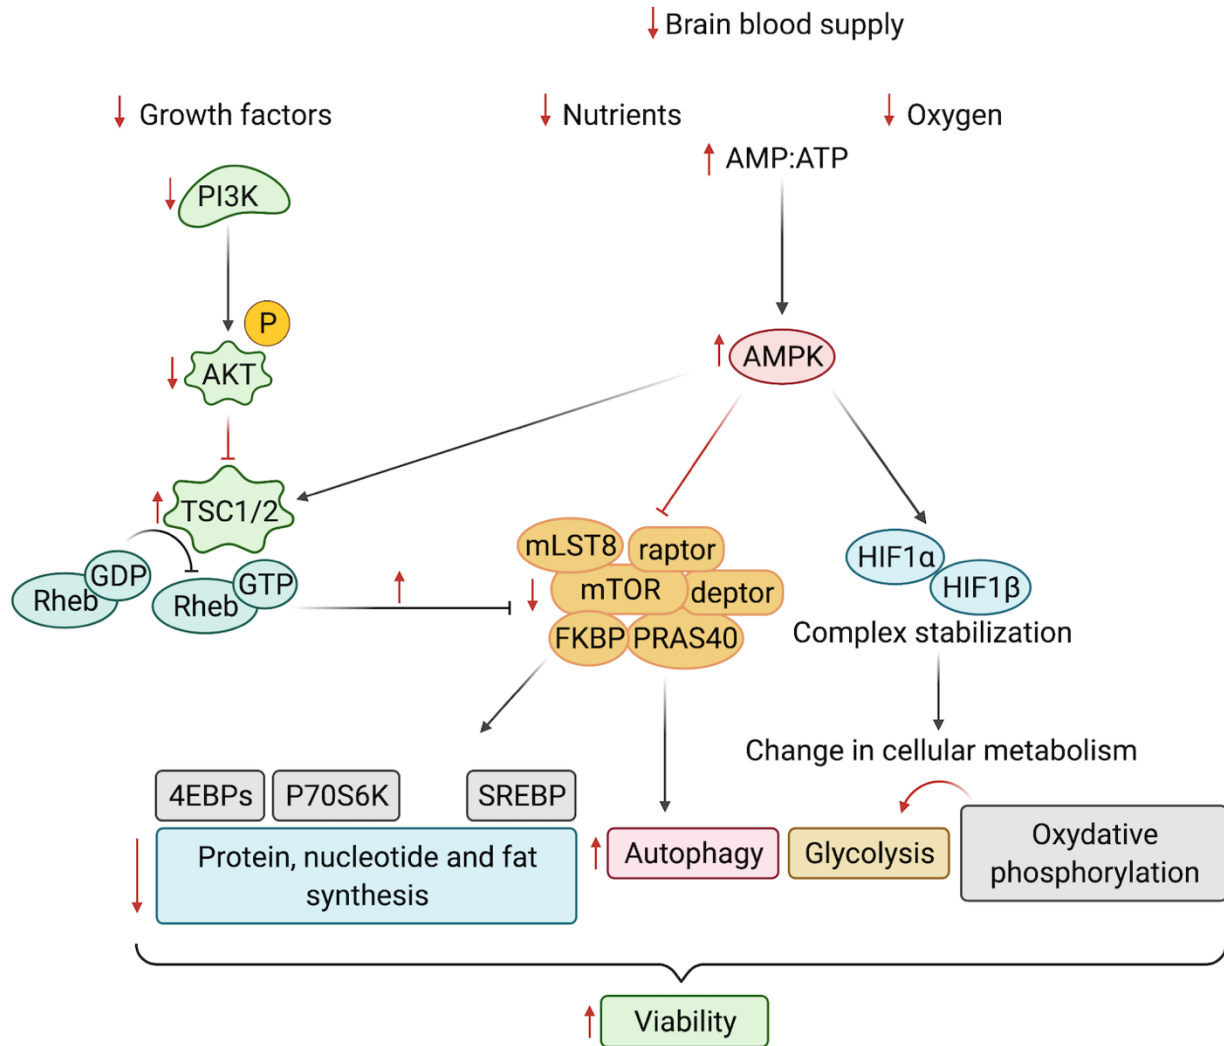 Brain blood supply
Growth factors
Nutrients
Oxygen
AMP:ATP
PI3K
P
AKT
AMPK
TSC1/2
GDP
Rheb
GTP
Rheb
mLST8
raptor
mTOR
deptor
FKBP
PRAS40
HIF1α
HIF1β
Complex stabilization
Change in cellular metabolism
4EBPs
P70S6K
SREBP
Protein, nucleotide and fat
synthesis
Autophagy
Glycolysis
Oxydative
phosphorylation
Viability